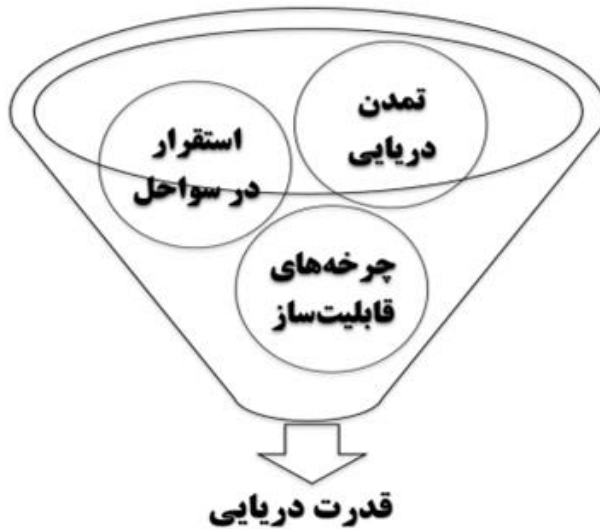 تمدن
دریایی
استقرار
در سواحل
چرخه‌های
قابلیت‌ساز
قدرت دریایی